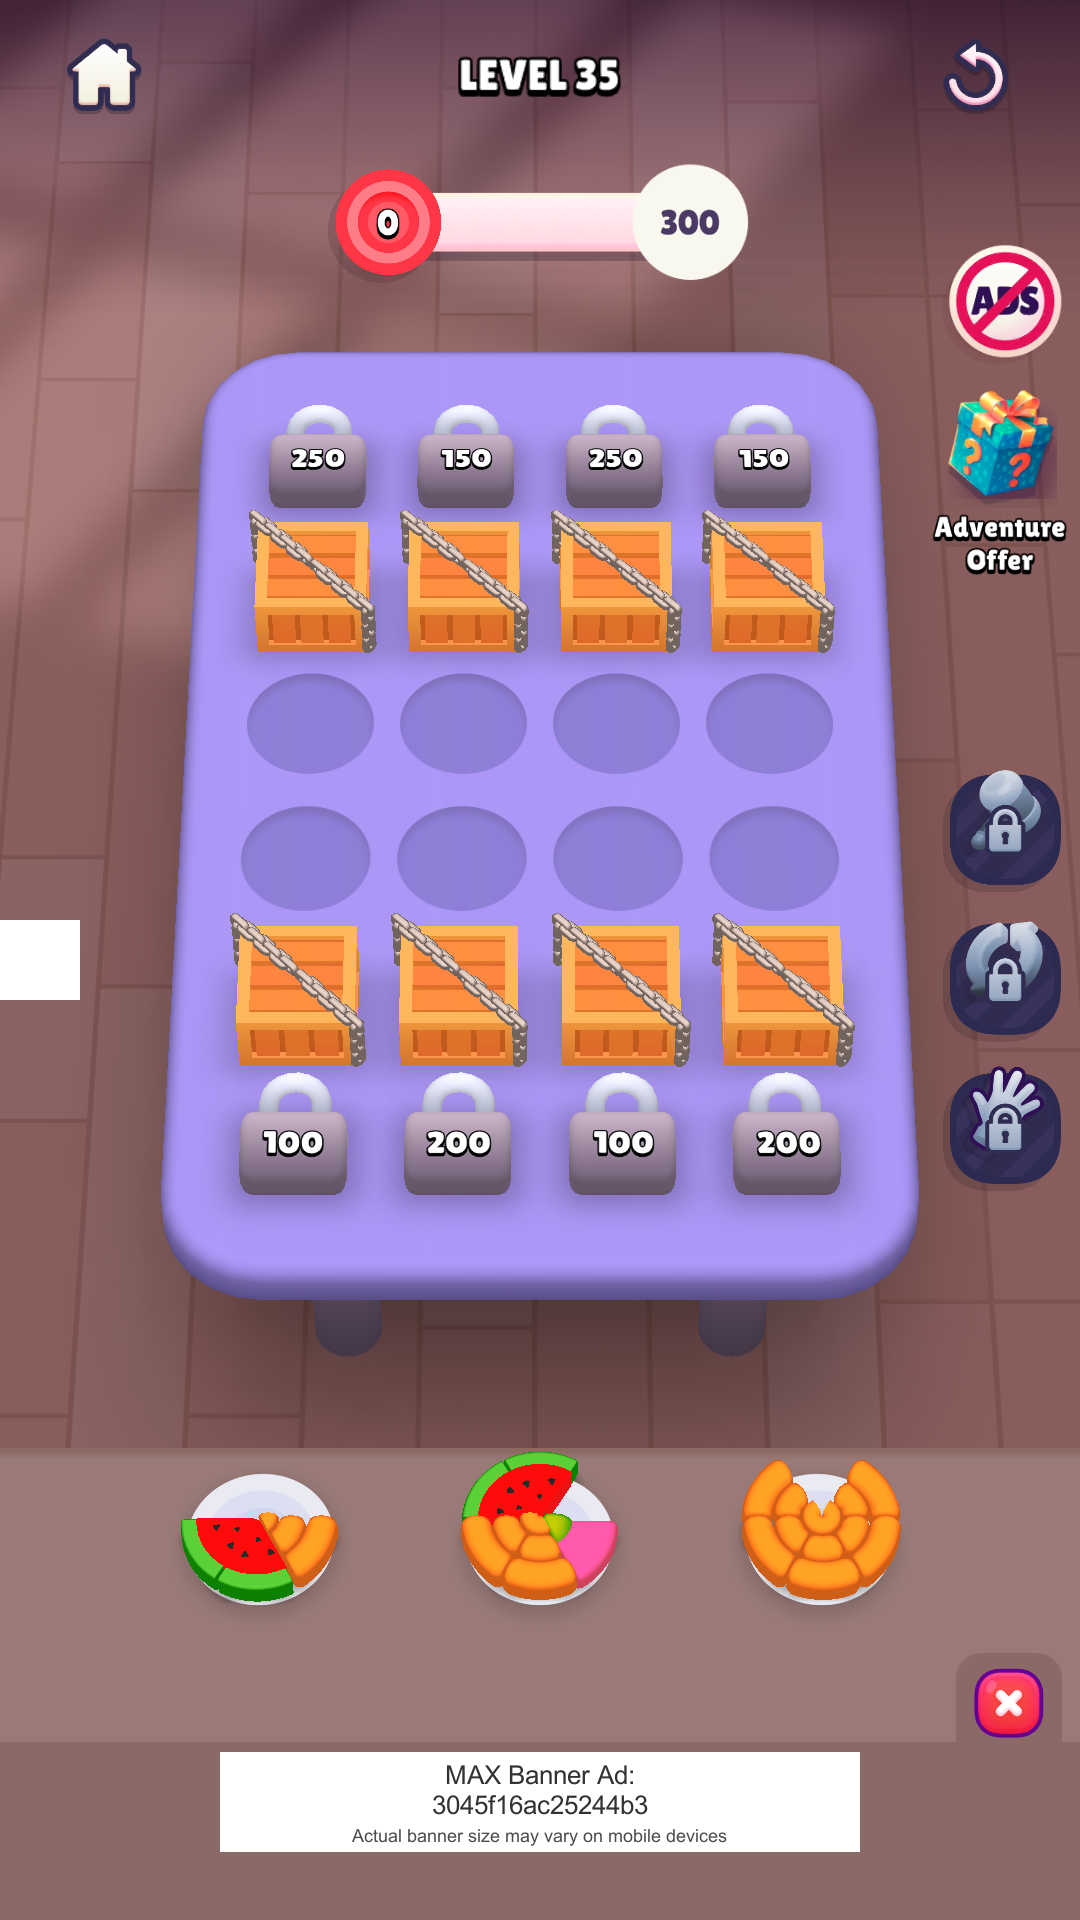 LEVEL 35
0
300
ADS
250
150
250
150
?
?
Adventure
Offer
100
200
100
200
MAX Banner Ad:
3045f16ac25244b3
Actual banner size may vary on mobile devices